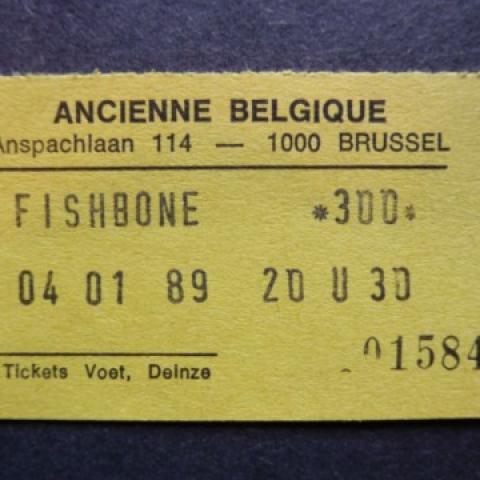 ANCIENNE BELGIQUE
Anspachlaan 114 — 1000 BRUSSEL
FISHBONE *300*
04 01 89 20 U 30
01584
Tickets Voet, Deinze